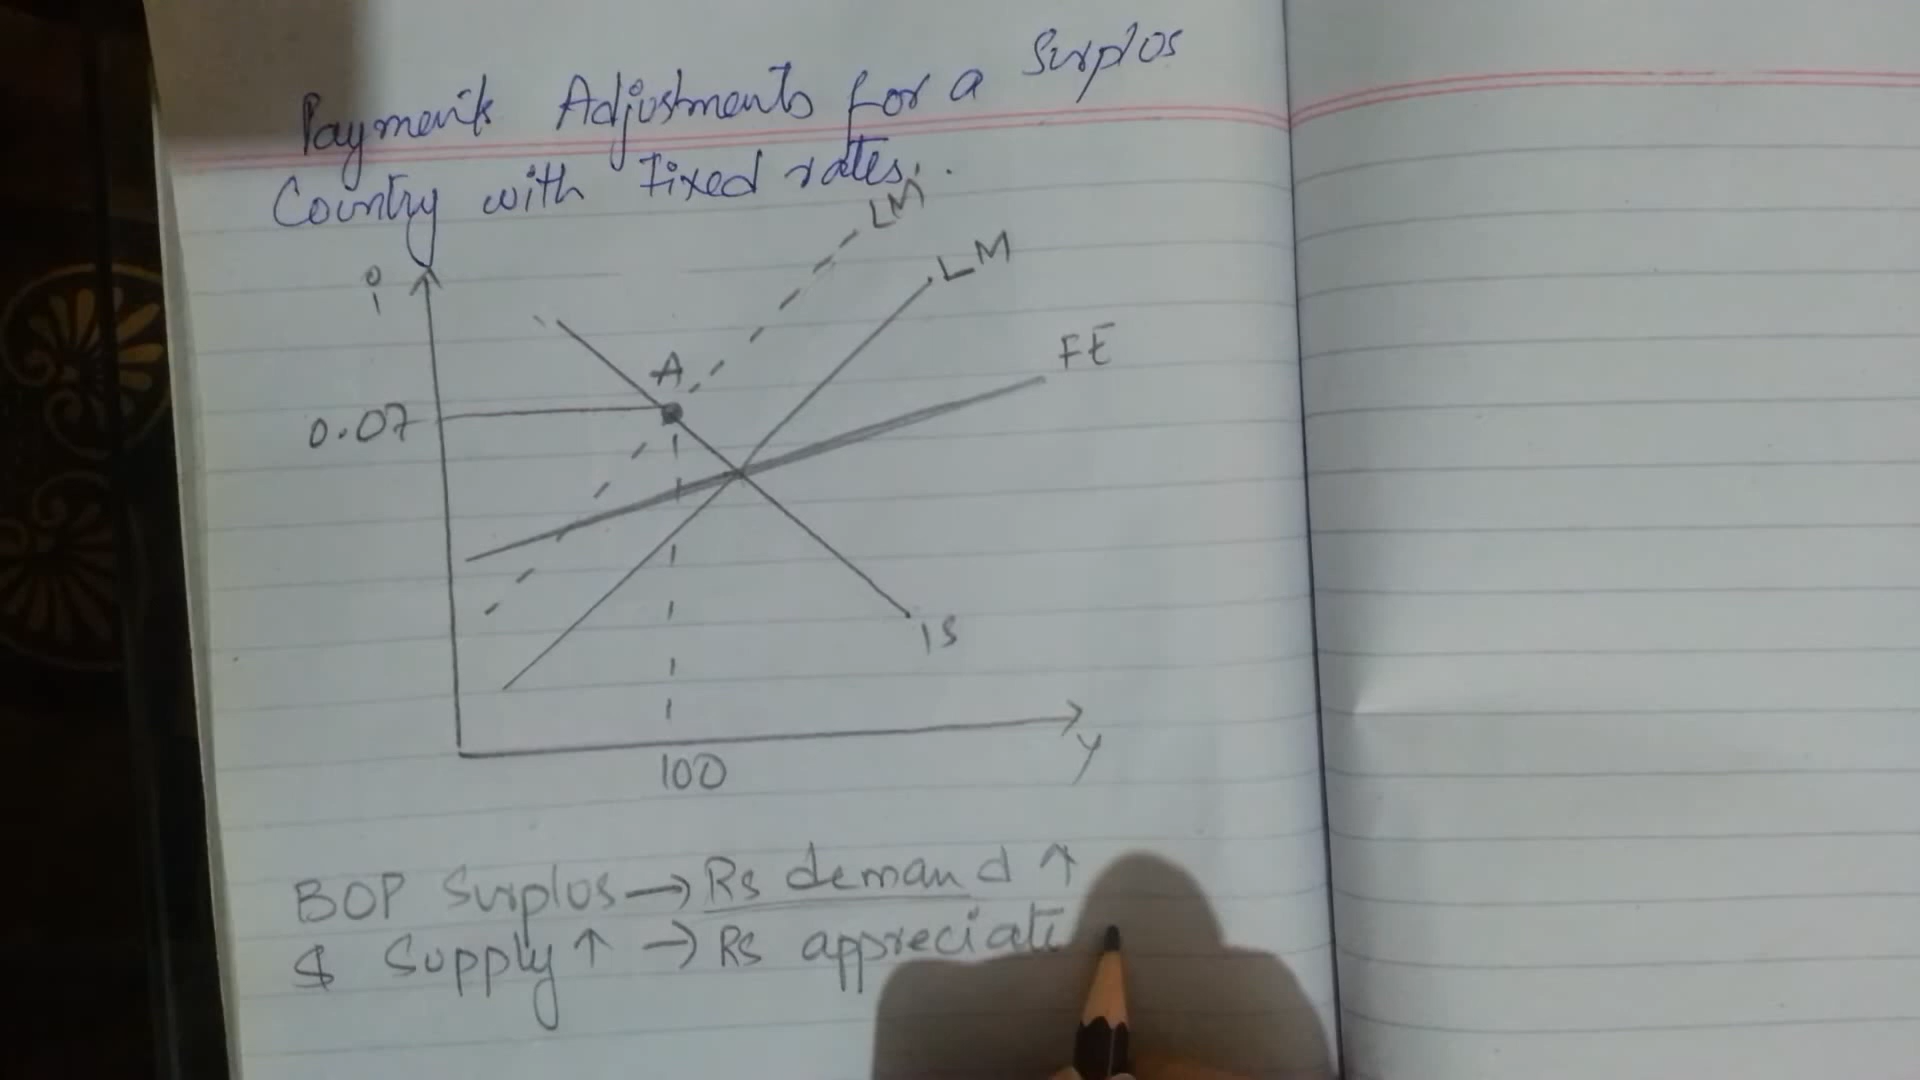 Payments Adjustments for a Surplus
Country with Fixed rates.
LM
LM
i
FE
A
0.07
IS
y
100
BOP Surplus → Rs demand ↑
$ Supply ↑ → Rs appreciati